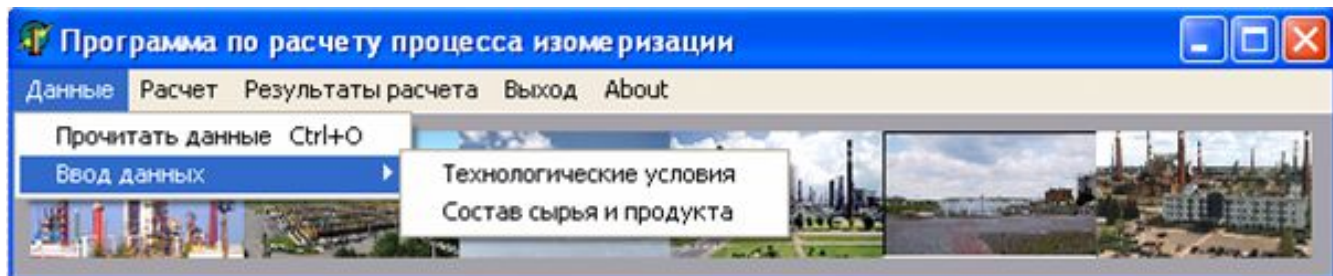 Программа по расчету процесса изомеризации
Данные Расчет Результаты расчета Выход About
Прочитать данные Ctrl+O
Ввод данных
Технологические условия
Состав сырья и продукта